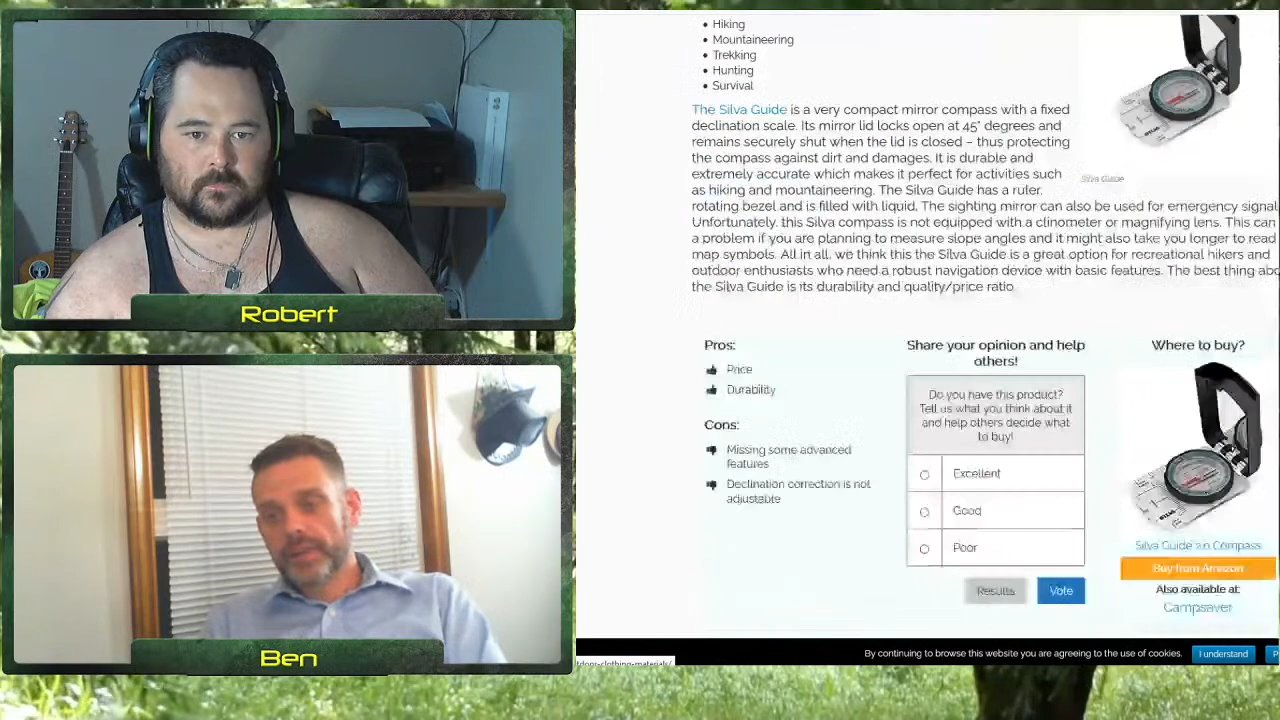 Robert
Ben
Hiking
Mountaineering
Trekking
Hunting
Survival
The Silva Guide is a very compact mirror compass with a fixed
declination scale. Its mirror lid locks open at 45° degrees and
remains securely shut when the lid is closed – thus protecting
the compass against dirt and damages. It is durable and
extremely accurate which makes it perfect for activities such
as hiking and mountaineering. The Silva Guide has a ruler,
rotating bezel and is filled with liquid. The sighting mirror can also be used for emergency signal
Unfortunately, this Silva compass is not equipped with a clinometer or magnifying lens. This can
a problem if you are planning to measure slope angles and it might also take you longer to read
map symbols. All in all, we think this the Silva Guide is a great option for recreational hikers and
outdoor enthusiasts who need a robust navigation device with basic features. The best thing abo
the Silva Guide is its durability and quality/price ratio.
Silva Guide
Pros:
Price
Durability
Cons:
Missing some advanced
features
Declination correction is not
adjustable
Share your opinion and help
others!
Do you have this product?
Tell us what you think about it
and help others decide what
to buy!
Excellent
Good
Poor
Results
Vote
Where to buy?
Silva Guide 2.0 Compass
Buy from Amazon
Also available at:
Campsaver
tdoor-clothing-materials/
By continuing to browse this website you are agreeing to the use of cookies.
I understand
P